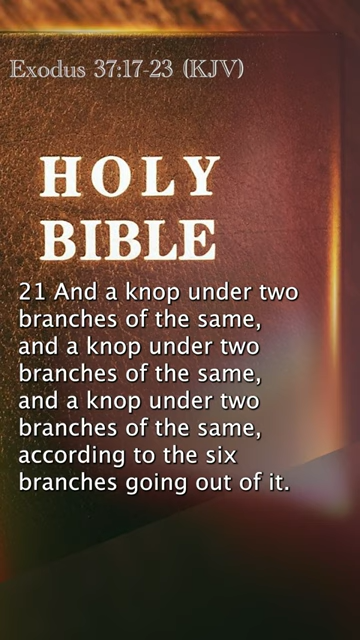 Exodus 37:17-23 (KJV)
HOLY
BIBLE
21 And a knop under two
branches of the same,
and a knop under two
branches of the same,
and a knop under two
branches of the same,
according to the six
branches going out of it.